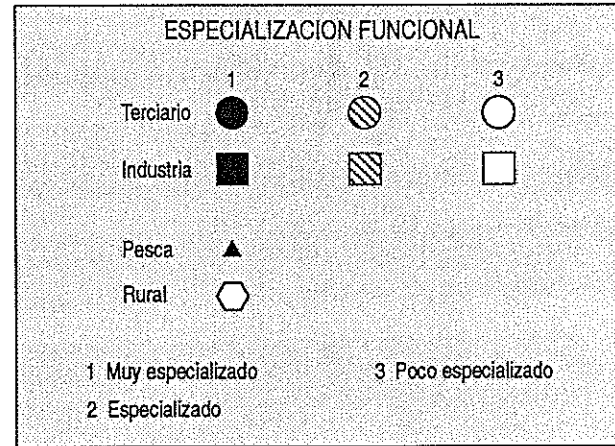 ESPECIALIZACION FUNCIONAL
1 2 3
Terciario
Industria
Pesca
Rural
1 Muy especializado 3 Poco especializado
2 Especializado